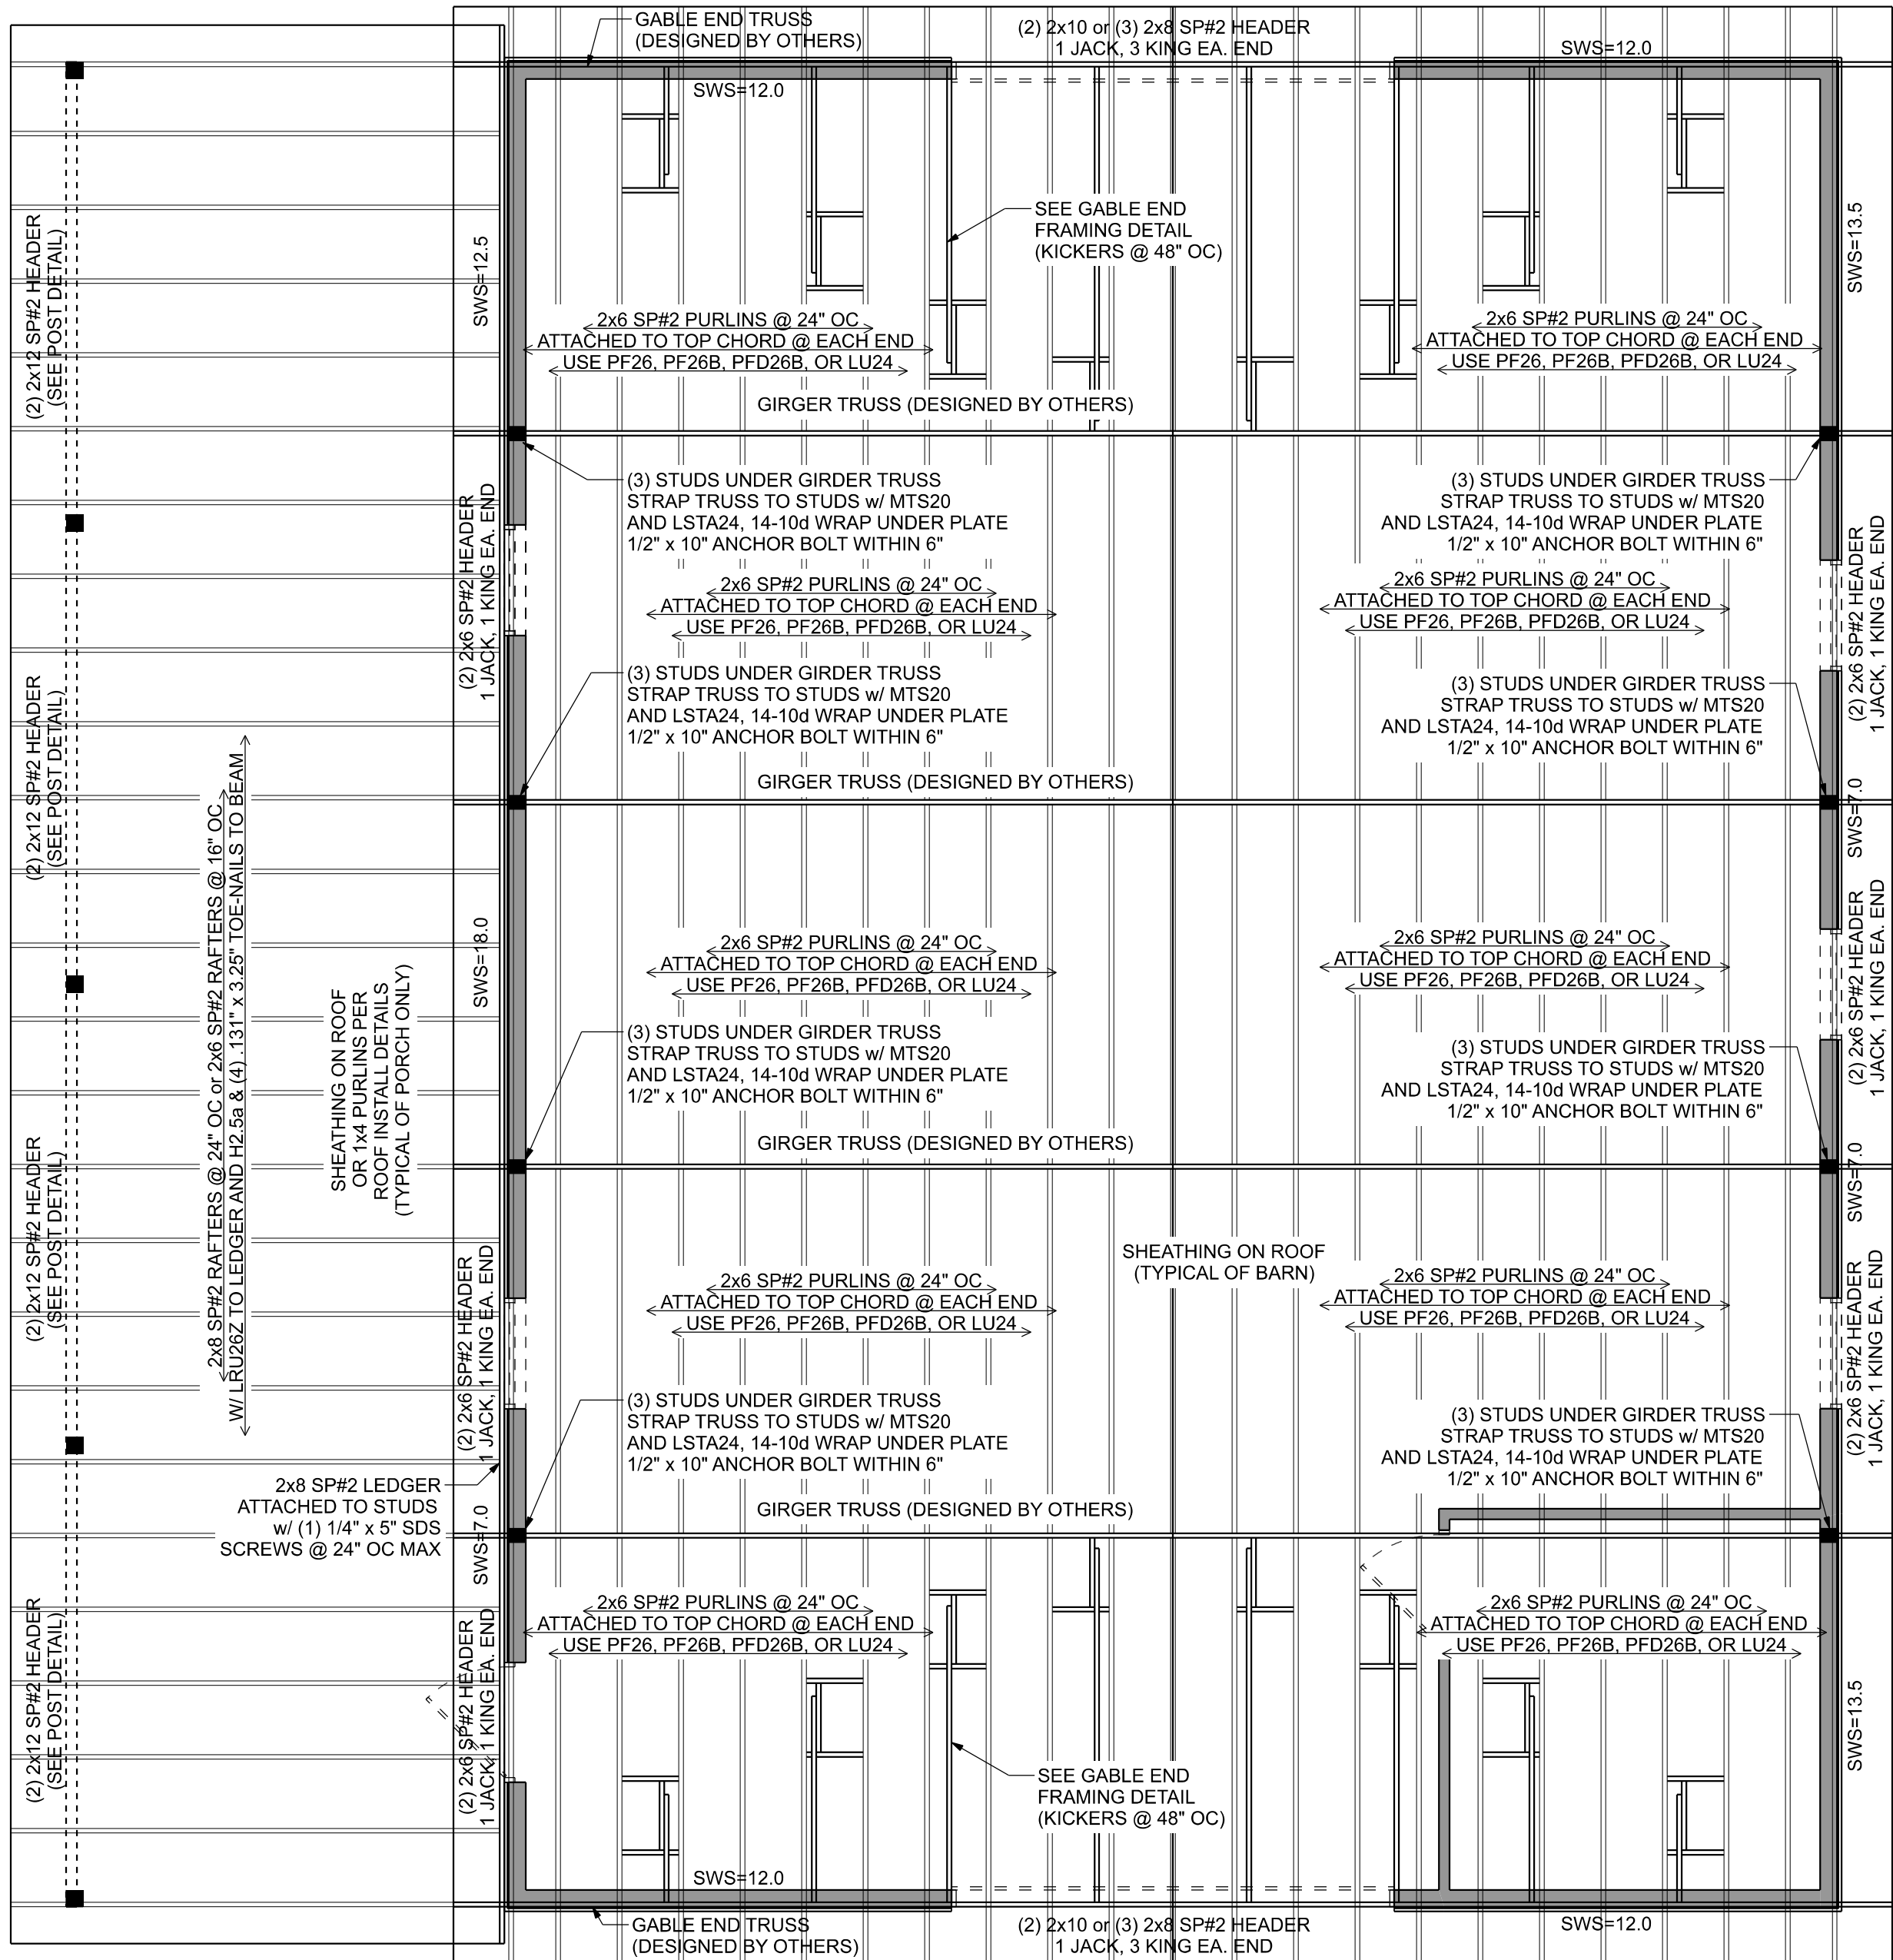 GABLE END TRUSS
(DESIGNED BY OTHERS)
(2) 2x10 or (3) 2x8 SP#2 HEADER
1 JACK, 3 KING EA. END
SWS=12.0
SWS=12.0
(2) 2x12 SP#2 HEADER
(SEE POST DETAIL)
SWS=12.5
SEE GABLE END
FRAMING DETAIL
(KICKERS @ 48" OC)
SWS=13.5
2x6 SP#2 PURLINS @ 24" OC
ATTACHED TO TOP CHORD @ EACH END
USE PF26, PF26B, PFD26B, OR LU24
2x6 SP#2 PURLINS @ 24" OC
ATTACHED TO TOP CHORD @ EACH END
USE PF26, PF26B, PFD26B, OR LU24
GIRGER TRUSS (DESIGNED BY OTHERS)
(2) 2x6 SP#2 HEADER
1 JACK, 1 KING EA. END
(3) STUDS UNDER GIRDER TRUSS
STRAP TRUSS TO STUDS w/ MTS20
AND LSTA24, 14-10d WRAP UNDER PLATE
1/2" x 10" ANCHOR BOLT WITHIN 6"
(3) STUDS UNDER GIRDER TRUSS
STRAP TRUSS TO STUDS w/ MTS20
AND LSTA24, 14-10d WRAP UNDER PLATE
1/2" x 10" ANCHOR BOLT WITHIN 6"
(2) 2x6 SP#2 HEADER
1 JACK, 1 KING EA. END
2x6 SP#2 PURLINS @ 24" OC
ATTACHED TO TOP CHORD @ EACH END
USE PF26, PF26B, PFD26B, OR LU24
2x6 SP#2 PURLINS @ 24" OC
ATTACHED TO TOP CHORD @ EACH END
USE PF26, PF26B, PFD26B, OR LU24
(2) 2x12 SP#2 HEADER
(SEE POST DETAIL)
(3) STUDS UNDER GIRDER TRUSS
STRAP TRUSS TO STUDS w/ MTS20
AND LSTA24, 14-10d WRAP UNDER PLATE
1/2" x 10" ANCHOR BOLT WITHIN 6"
(3) STUDS UNDER GIRDER TRUSS
STRAP TRUSS TO STUDS w/ MTS20
AND LSTA24, 14-10d WRAP UNDER PLATE
1/2" x 10" ANCHOR BOLT WITHIN 6"
GIRGER TRUSS (DESIGNED BY OTHERS)
SWS=7.0
2x8 SP#2 RAFTERS @ 24" OC or 2x6 SP#2 RAFTERS @ 16" OC
W/ LRU26Z TO LEDGER AND H2.5a & (4) .131" x 3.25" TOE-NAILS TO BEAM
SHEATHING ON ROOF
OR 1x4 PURLINS PER
ROOF INSTALL DETAILS
(TYPICAL OF PORCH ONLY)
SWS=18.0
2x6 SP#2 PURLINS @ 24" OC
ATTACHED TO TOP CHORD @ EACH END
USE PF26, PF26B, PFD26B, OR LU24
2x6 SP#2 PURLINS @ 24" OC
ATTACHED TO TOP CHORD @ EACH END
USE PF26, PF26B, PFD26B, OR LU24
(2) 2x6 SP#2 HEADER
1 JACK, 1 KING EA. END
(3) STUDS UNDER GIRDER TRUSS
STRAP TRUSS TO STUDS w/ MTS20
AND LSTA24, 14-10d WRAP UNDER PLATE
1/2" x 10" ANCHOR BOLT WITHIN 6"
(3) STUDS UNDER GIRDER TRUSS
STRAP TRUSS TO STUDS w/ MTS20
AND LSTA24, 14-10d WRAP UNDER PLATE
1/2" x 10" ANCHOR BOLT WITHIN 6"
GIRGER TRUSS (DESIGNED BY OTHERS)
SWS=7.0
(2) 2x12 SP#2 HEADER
(SEE POST DETAIL)
SHEATHING ON ROOF
(TYPICAL OF BARN)
(2) 2x6 SP#2 HEADER
1 JACK, 1 KING EA. END
2x6 SP#2 PURLINS @ 24" OC
ATTACHED TO TOP CHORD @ EACH END
USE PF26, PF26B, PFD26B, OR LU24
2x6 SP#2 PURLINS @ 24" OC
ATTACHED TO TOP CHORD @ EACH END
USE PF26, PF26B, PFD26B, OR LU24
(2) 2x6 SP#2 HEADER
1 JACK, 1 KING EA. END
(3) STUDS UNDER GIRDER TRUSS
STRAP TRUSS TO STUDS w/ MTS20
AND LSTA24, 14-10d WRAP UNDER PLATE
1/2" x 10" ANCHOR BOLT WITHIN 6"
(3) STUDS UNDER GIRDER TRUSS
STRAP TRUSS TO STUDS w/ MTS20
AND LSTA24, 14-10d WRAP UNDER PLATE
1/2" x 10" ANCHOR BOLT WITHIN 6"
2x8 SP#2 LEDGER
ATTACHED TO STUDS
w/ (1) 1/4" x 5" SDS
SCREWS @ 24" OC MAX
GIRGER TRUSS (DESIGNED BY OTHERS)
SWS=7.0
(2) 2x12 SP#2 HEADER
(SEE POST DETAIL)
(2) 2x6 SP#2 HEADER
1 JACK, 1 KING EA. END
2x6 SP#2 PURLINS @ 24" OC
ATTACHED TO TOP CHORD @ EACH END
USE PF26, PF26B, PFD26B, OR LU24
2x6 SP#2 PURLINS @ 24" OC
ATTACHED TO TOP CHORD @ EACH END
USE PF26, PF26B, PFD26B, OR LU24
SWS=13.5
SEE GABLE END
FRAMING DETAIL
(KICKERS @ 48" OC)
SWS=12.0
GABLE END TRUSS
(DESIGNED BY OTHERS)
(2) 2x10 or (3) 2x8 SP#2 HEADER
1 JACK, 3 KING EA. END
SWS=12.0